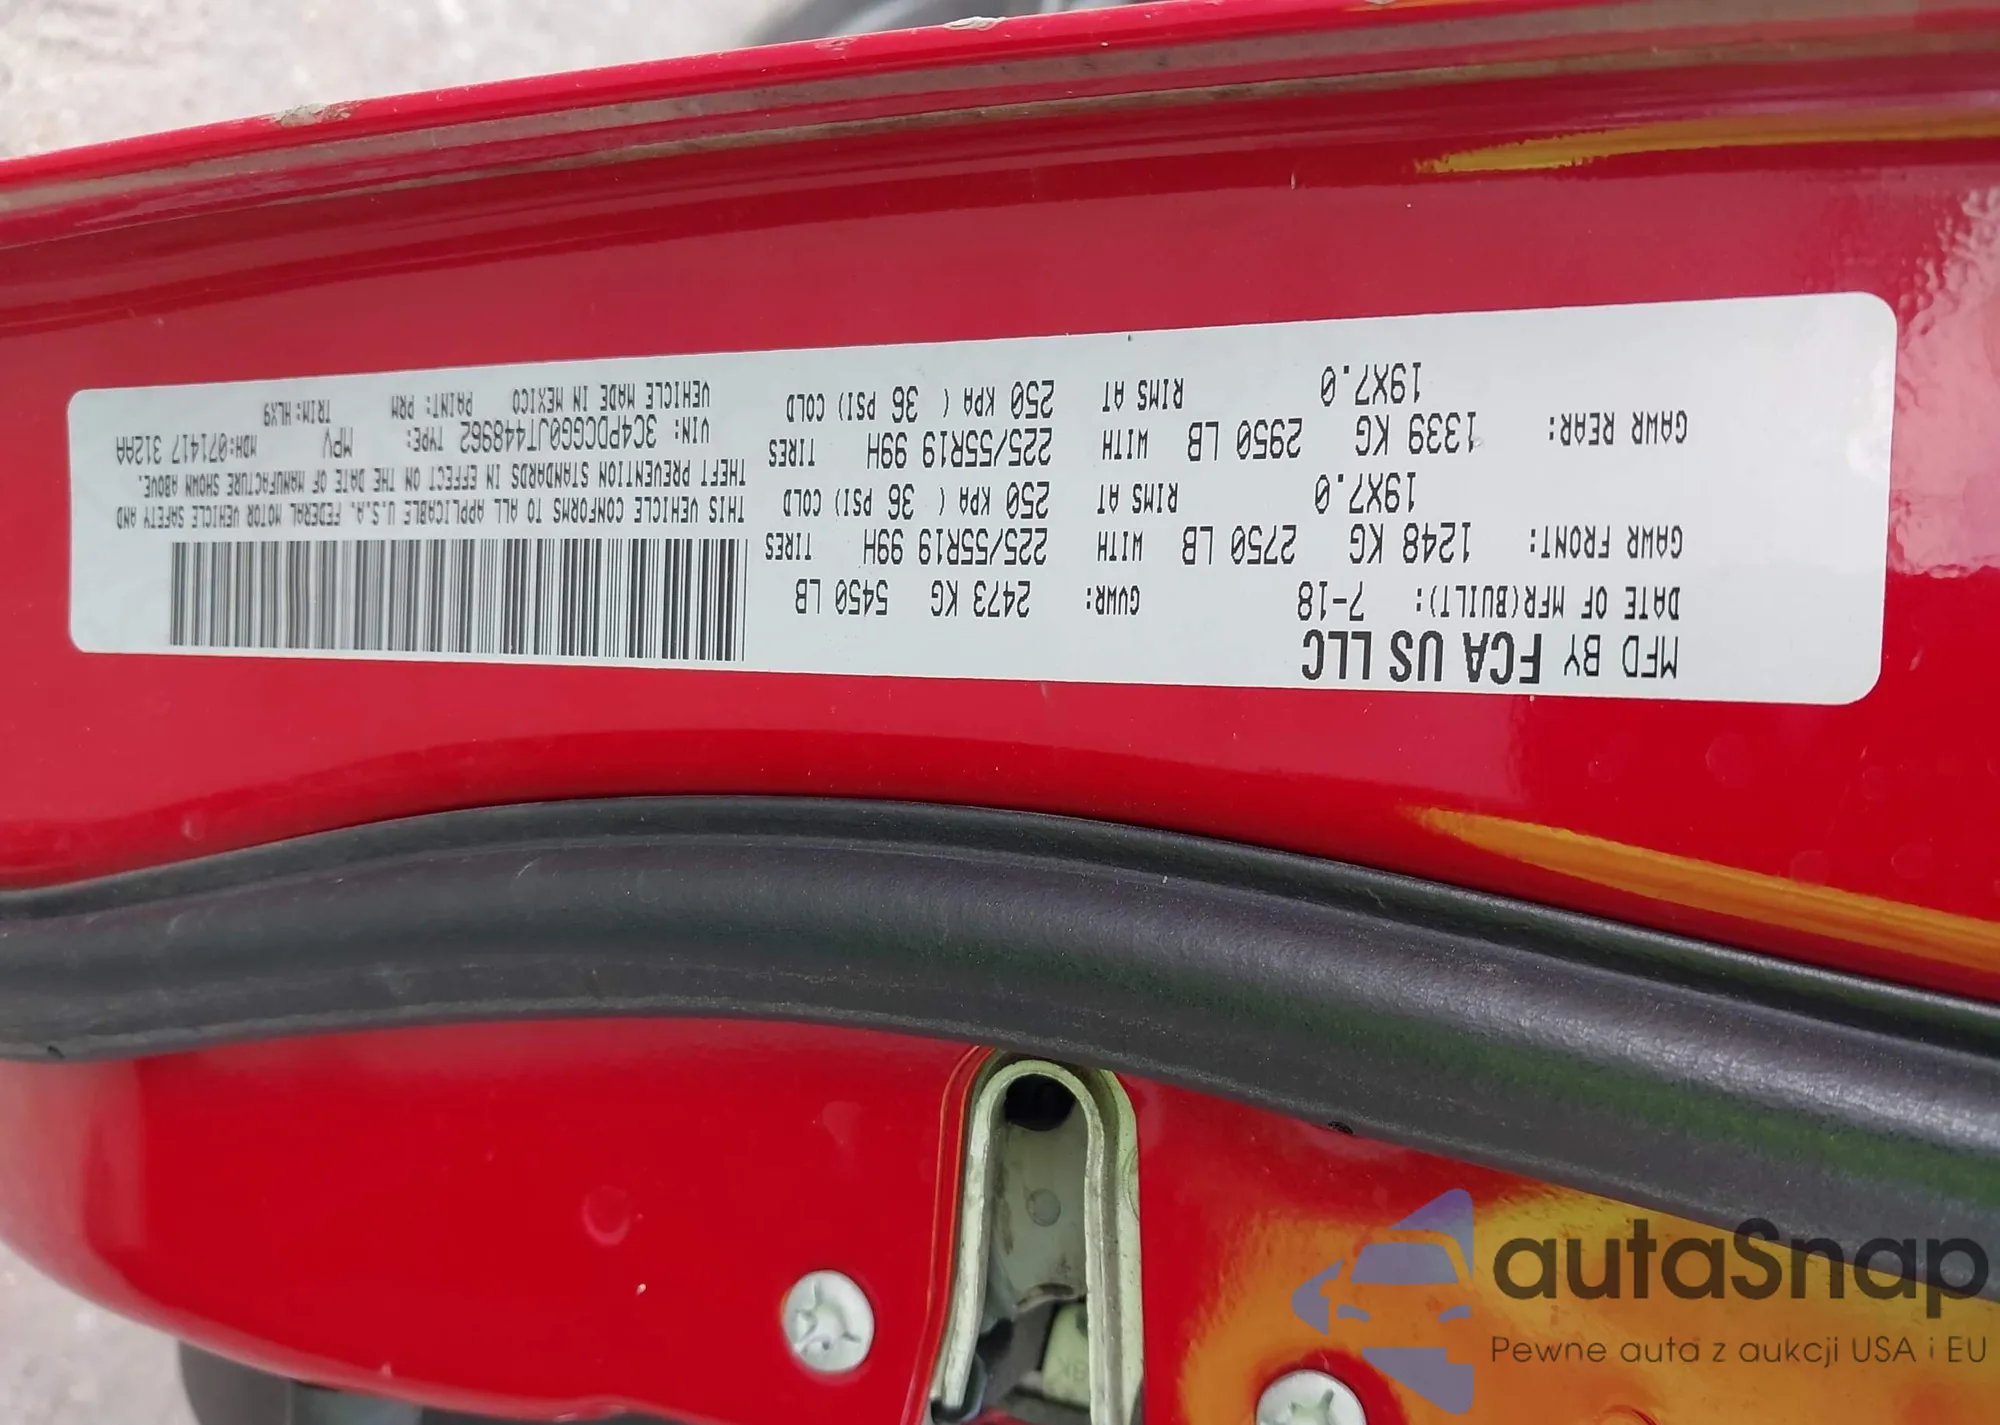 MFD BY FCA US LLC
DATE OF MFR(BUILT): 7-18 GVWR: 2473 KG 5450 LB
GAWR FRONT: 1248 KG 2750 LB WITH 225/55R19 99H TIRES
19X7.0 RIMS AT 250 KPA ( 36 PSI) COLD
GAWR REAR: 1339 KG 2950 LB WITH 225/55R19 99H TIRES
19X7.0 RIMS AT 250 KPA ( 36 PSI) COLD
THIS VEHICLE CONFORMS TO ALL APPLICABLE U.S.A. FEDERAL MOTOR VEHICLE SAFETY AND
THEFT PREVENTION STANDARDS IN EFFECT ON THE DATE OF MANUFACTURE SHOWN ABOVE.
VIN: 3C4PDCGG0JT448962 TYPE: MPV MDH:071417 312AA
VEHICLE MADE IN MEXICO PAINT: PRM TRIM:HLX9
autaSnap
Pewne auta z aukcji USA i EU